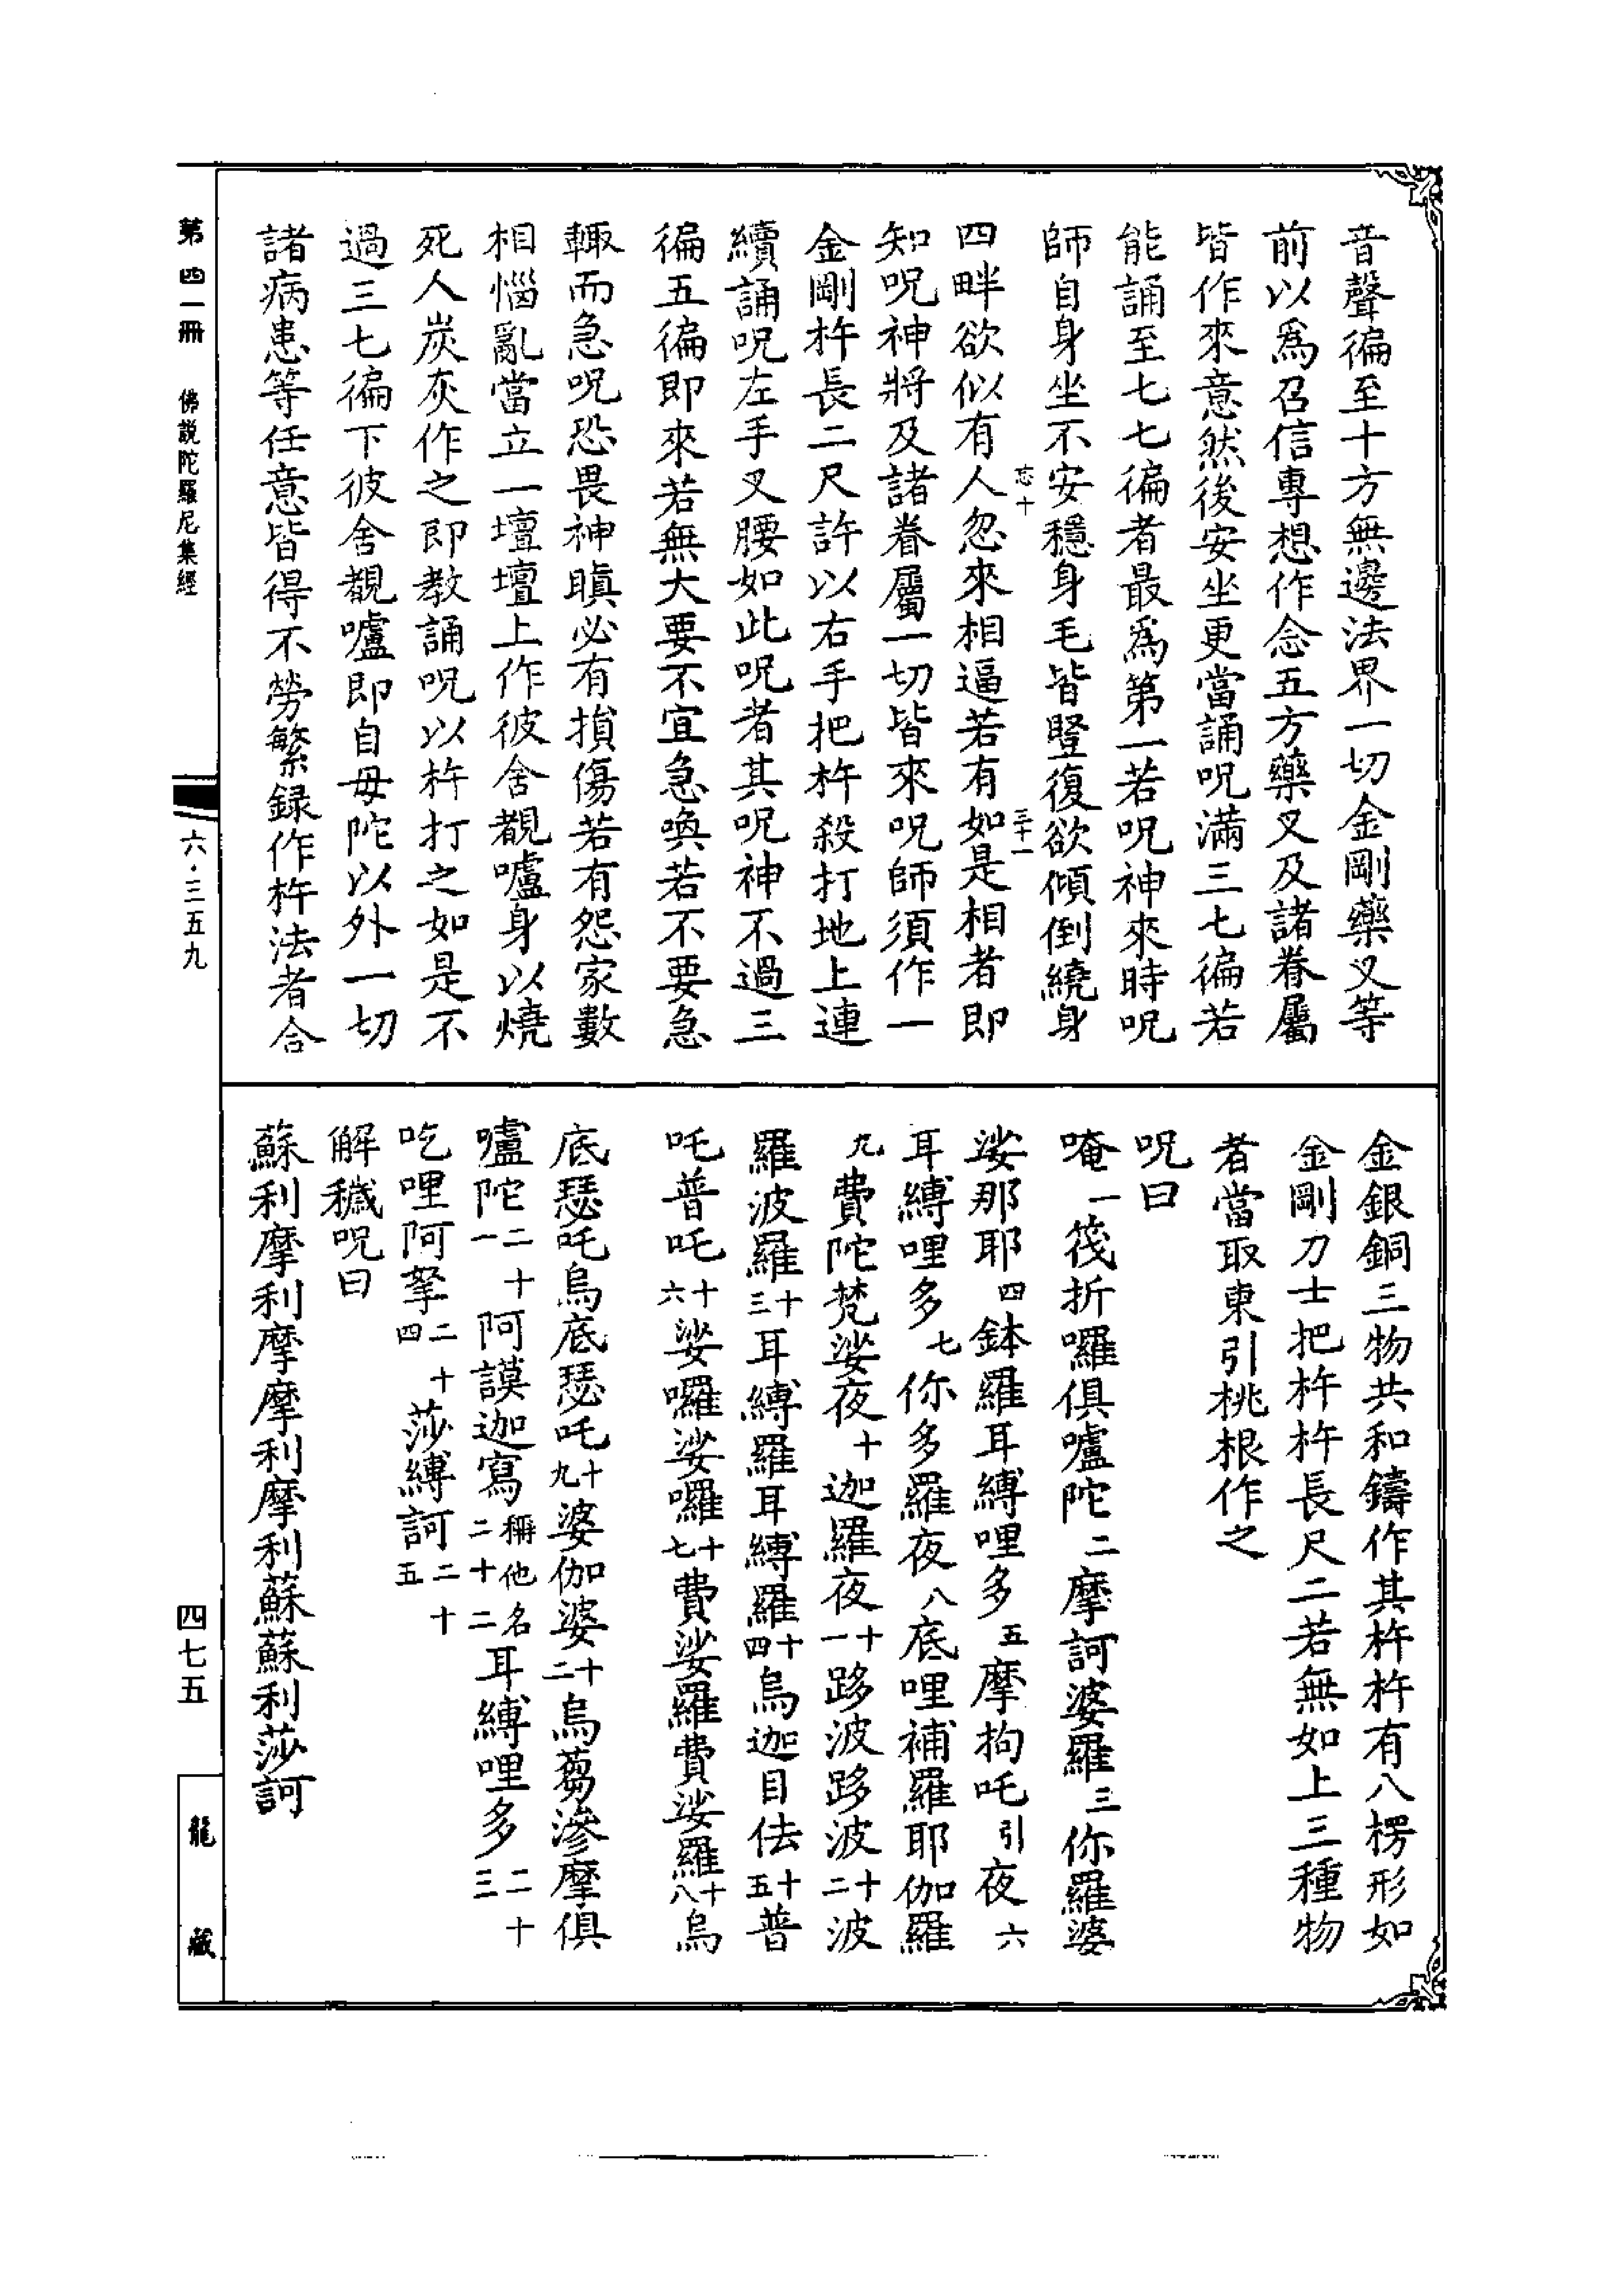 音聲徧至十方無邊法界一切金剛藥叉等
前以爲召信專想作念五方藥叉及諸眷屬
皆作來意然後安坐更當誦呪滿三七徧若
能誦至七七徧者最爲第一若呪神來時呪
師自身坐不安穩身毛皆豎復欲傾倒繞身
忘十
三十一
四畔欲似有人忽來相逼若有如是相者即
知呪神將及諸眷屬一切皆來呪師須作一
金剛杵長二尺許以右手把杵殺打地上連
續誦呪左手叉腰如此呪者其呪神不過三
徧五徧即來若無大要不宜急喚若不要急
輙而急呪恐畏神瞋必有損傷若有怨家數
相惱亂當立一壇壇上作彼舍覩嚧身以燒
死人炭灰作之即教誦呪以杵打之如是不
過三七徧下彼舍覩嚧即自毋陀以外一切
諸病患等任意皆得不勞繁録作杵法者合
金銀銅三物共和鑄作其杵杵有八楞形如
金剛力士把杵杵長尺二若無如上三種物
者當取東引桃根作之
呪曰
唵一筏折囉俱嚧陀二摩訶婆羅三你羅婆
娑那耶四鉢羅耳縛哩多五摩拘吒引夜六
耳縛哩多七你多羅夜八底哩補羅耶伽羅
九費陀梵娑夜十迦羅夜十一跢波跢波十二波
羅波羅十三耳縛羅耳縛羅十四烏迦目佉十五普
吒普吒十六娑囉娑囉十七費娑羅費娑羅十八烏
底瑟吒烏底瑟吒十九婆伽婆十二烏蒭滲摩俱
嚧陀二十一阿謨迦寫稱他名二十二耳縛哩多二十三
吃哩阿拏二十四莎縛訶二十五
解穢呪曰
蘇利摩利摩摩利摩利蘇蘇利莎訶
第四一冊
佛説陀羅尼集經
六·三五九
四七五
龍藏